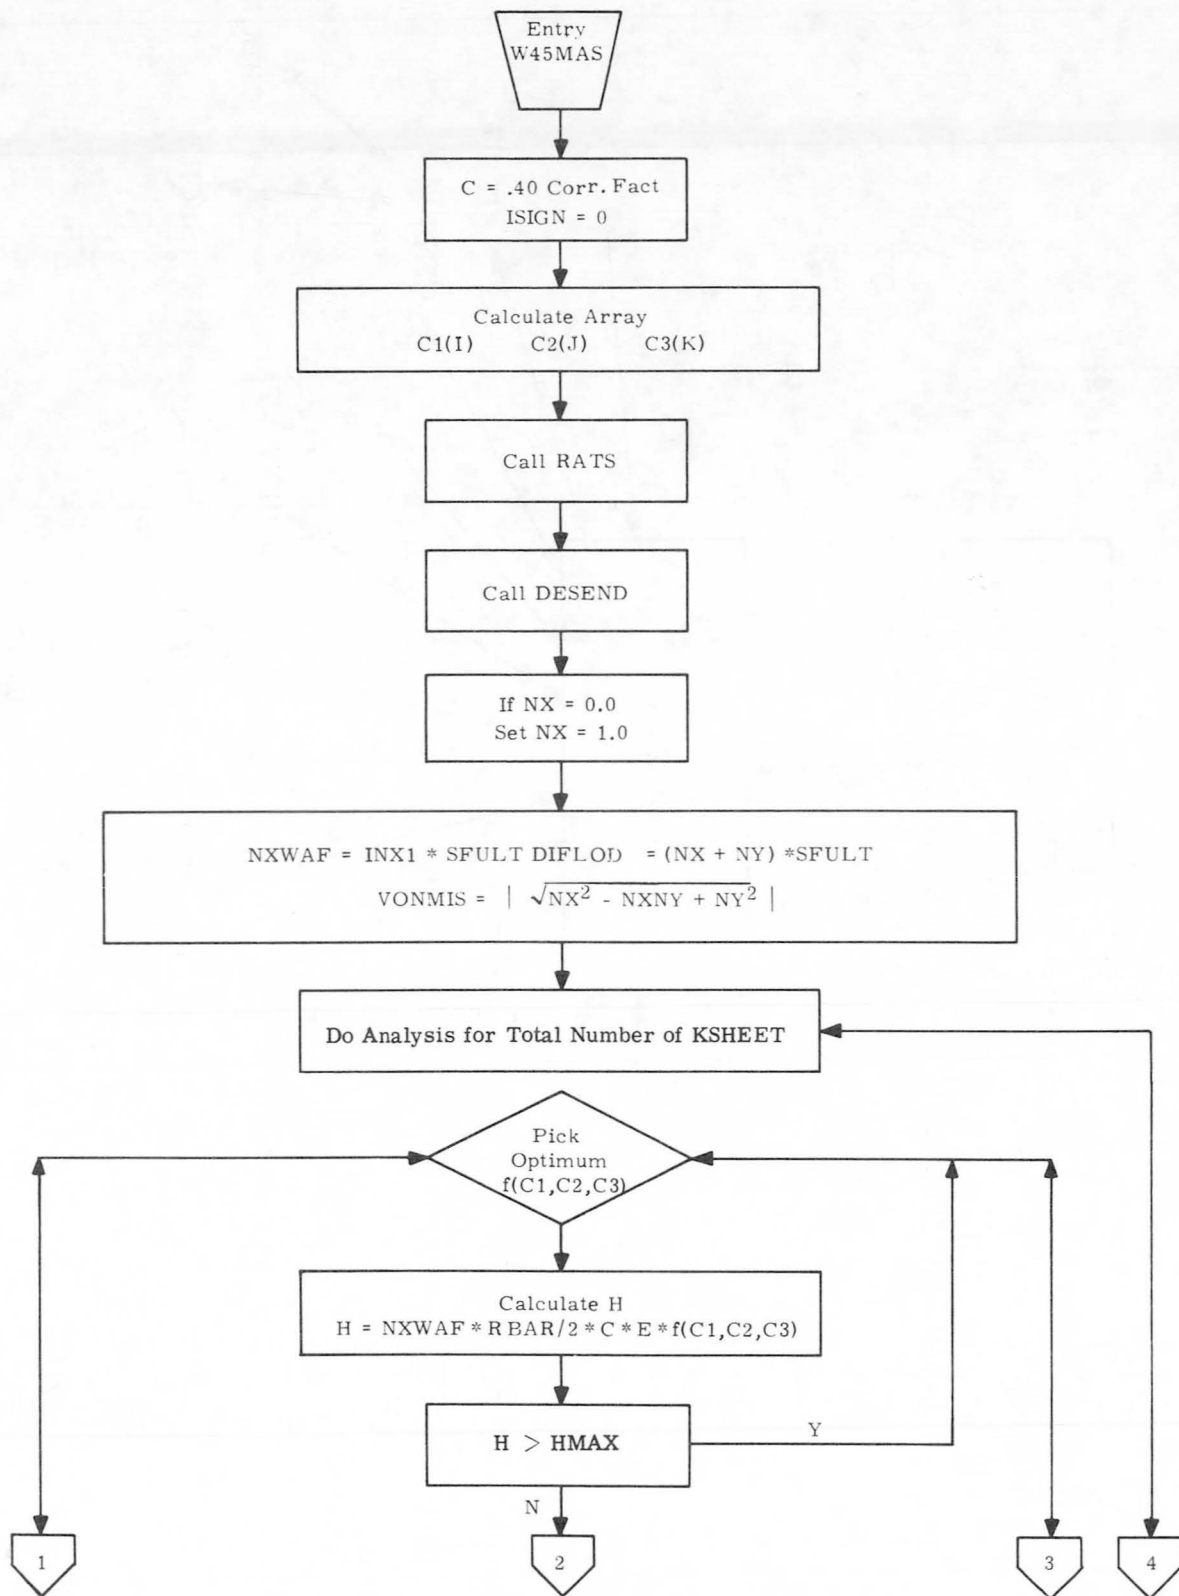 Entry
W45MAS
C = .40 Corr. Fact
ISIGN = 0
Calculate Array
C1(I) C2(J) C3(K)
Call RATS
Call DESEND
If NX = 0.0
Set NX = 1.0
NXWAF = INX1 * SFULT DIFLOD = (NX + NY) *SFULT
VONMIS = | √NX² - NXNY + NY² |
Do Analysis for Total Number of KSHEET
Pick
Optimum
f(C1,C2,C3)
Calculate H
H = NXWAF * RBAR/2 * C * E * f(C1,C2,C3)
H > HMAX
Y
N
1
2
3
4